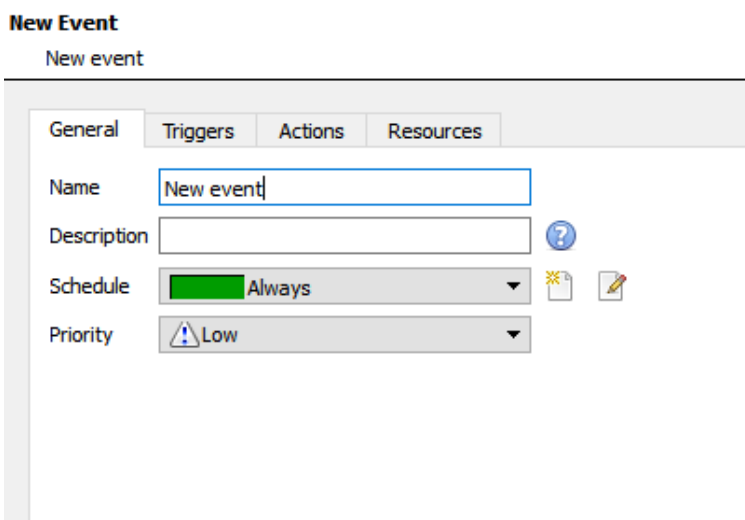 New Event
New event
General Triggers Actions Resources
Name New event
Description
Schedule Always
Priority Low